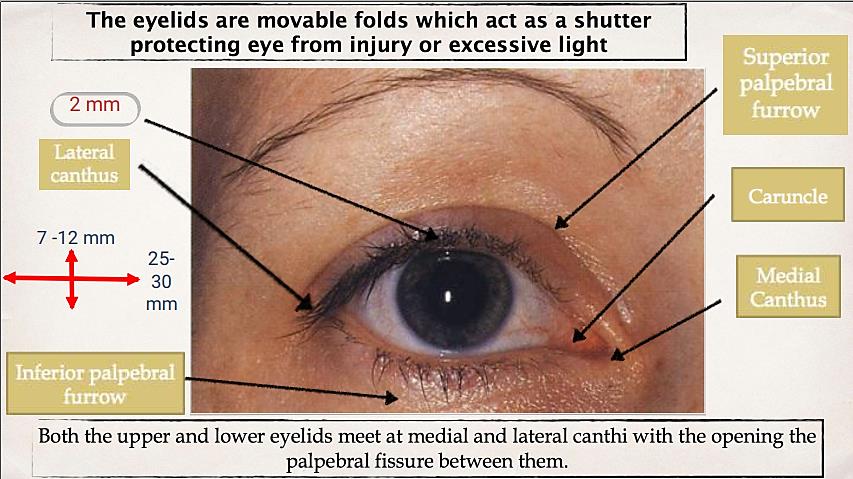 The eyelids are movable folds which act as a shutter
protecting eye from injury or excessive light
2 mm
Lateral
canthus
7 -12 mm
25-
30
mm
Inferior palpebral
furrow
Superior
palpebral
furrow
Caruncle
Medial
Canthus
Both the upper and lower eyelids meet at medial and lateral canthi with the opening the
palpebral fissure between them.